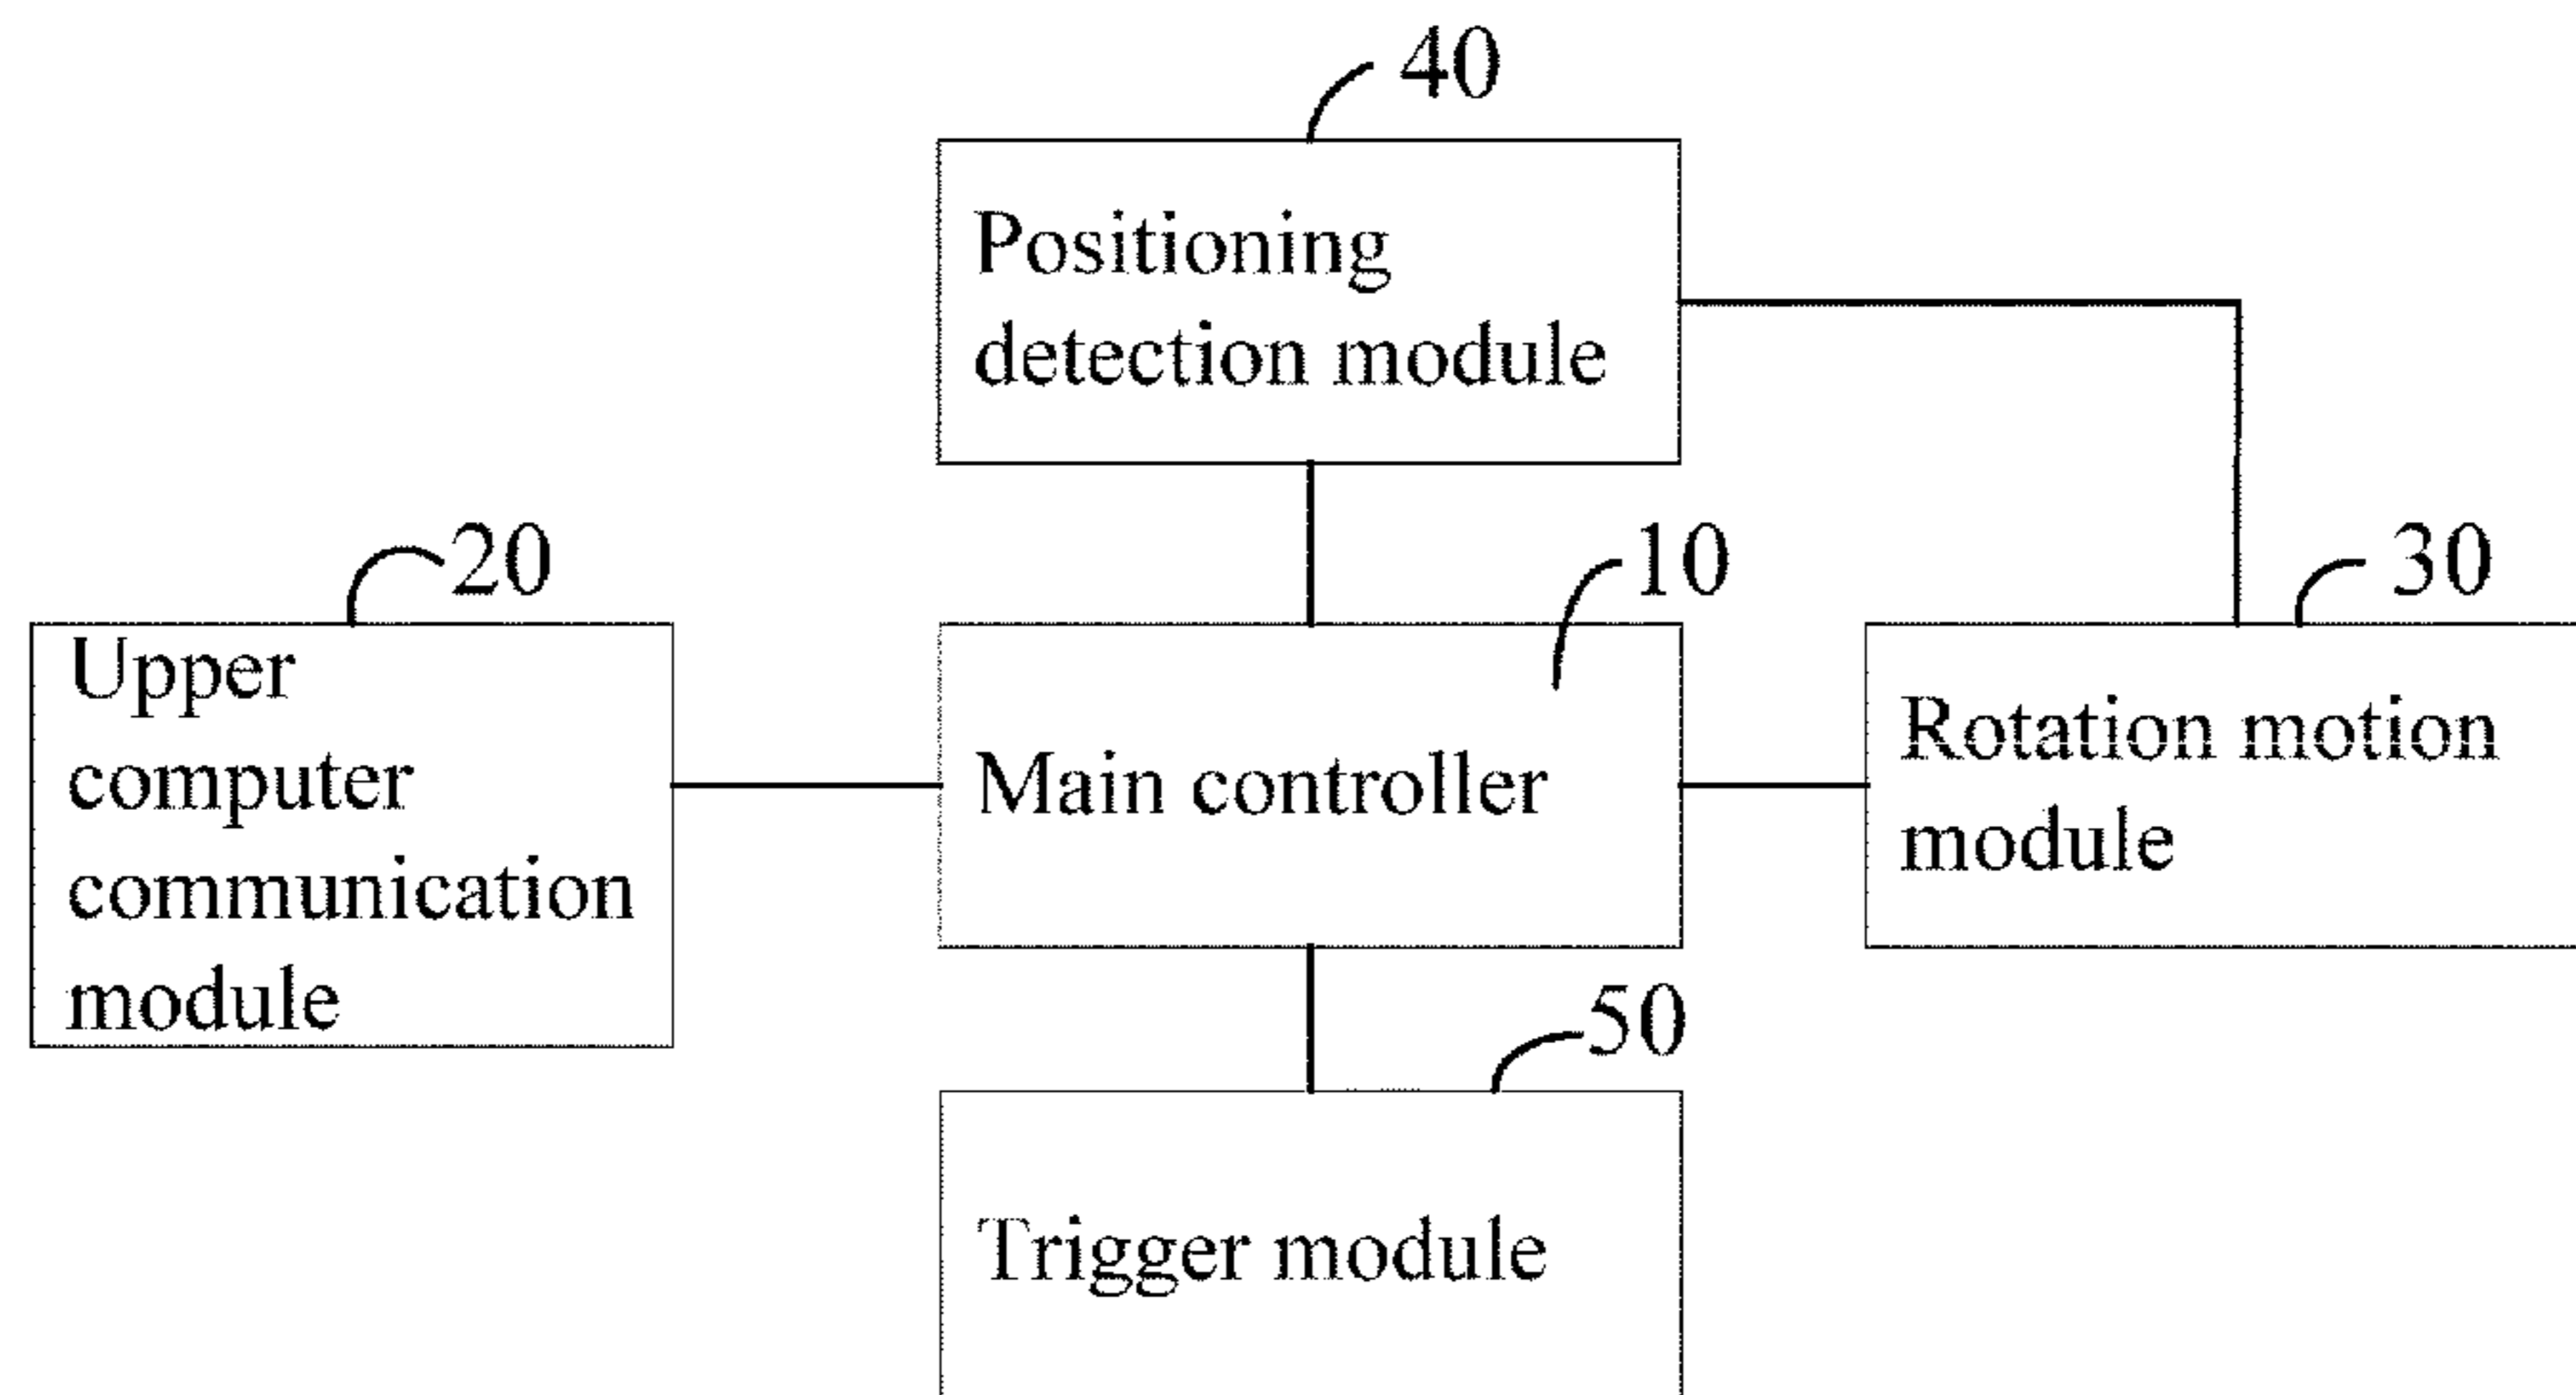 40
Positioning
detection module
20
10
30
Upper
computer
communication
module
Main controller
Rotation motion
module
50
Trigger module